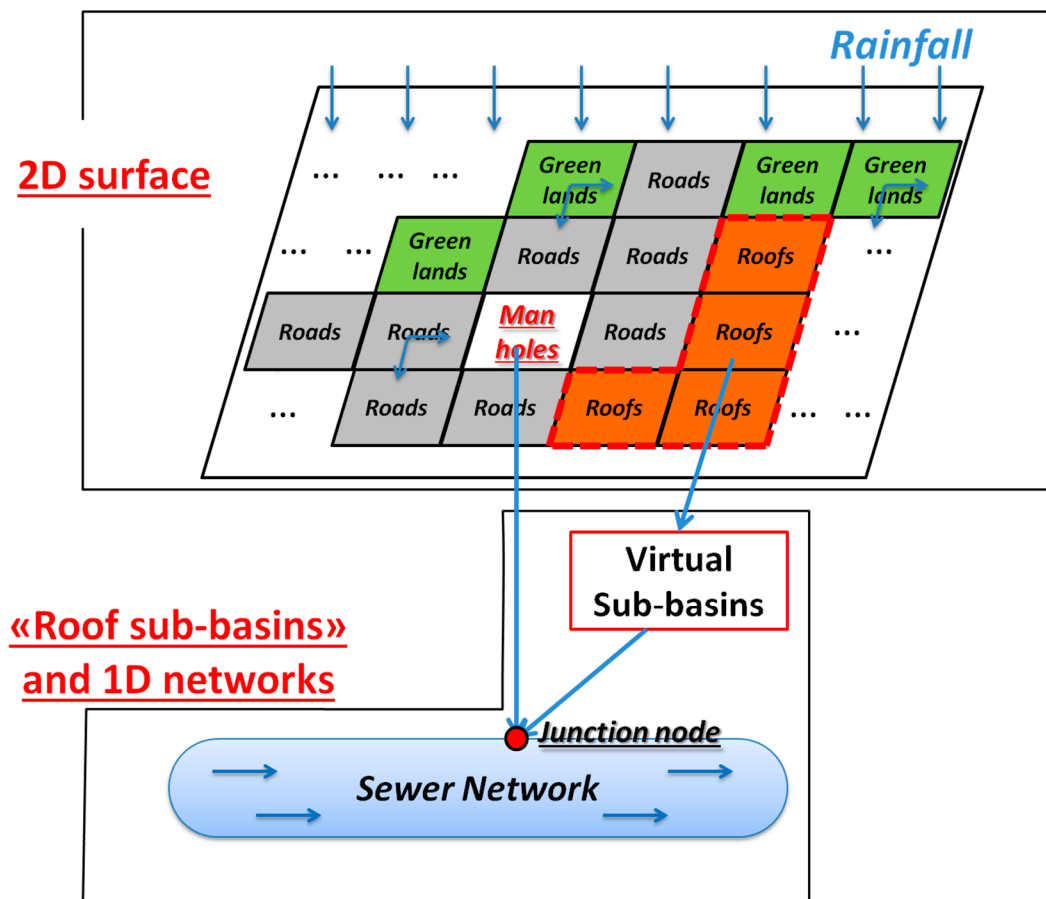 Rainfall
2D surface
... ... ...
Green
lands
Roads
Green
lands
Green
lands
... ...
Green
lands
Roads
Roads
Roofs
...
Roads
Roads
Man
holes
Roads
Roofs
...
...
Roads
Roads
Roofs
Roofs
... ...
Virtual
Sub-basins
«Roof sub-basins»
and 1D networks
Junction node
Sewer Network